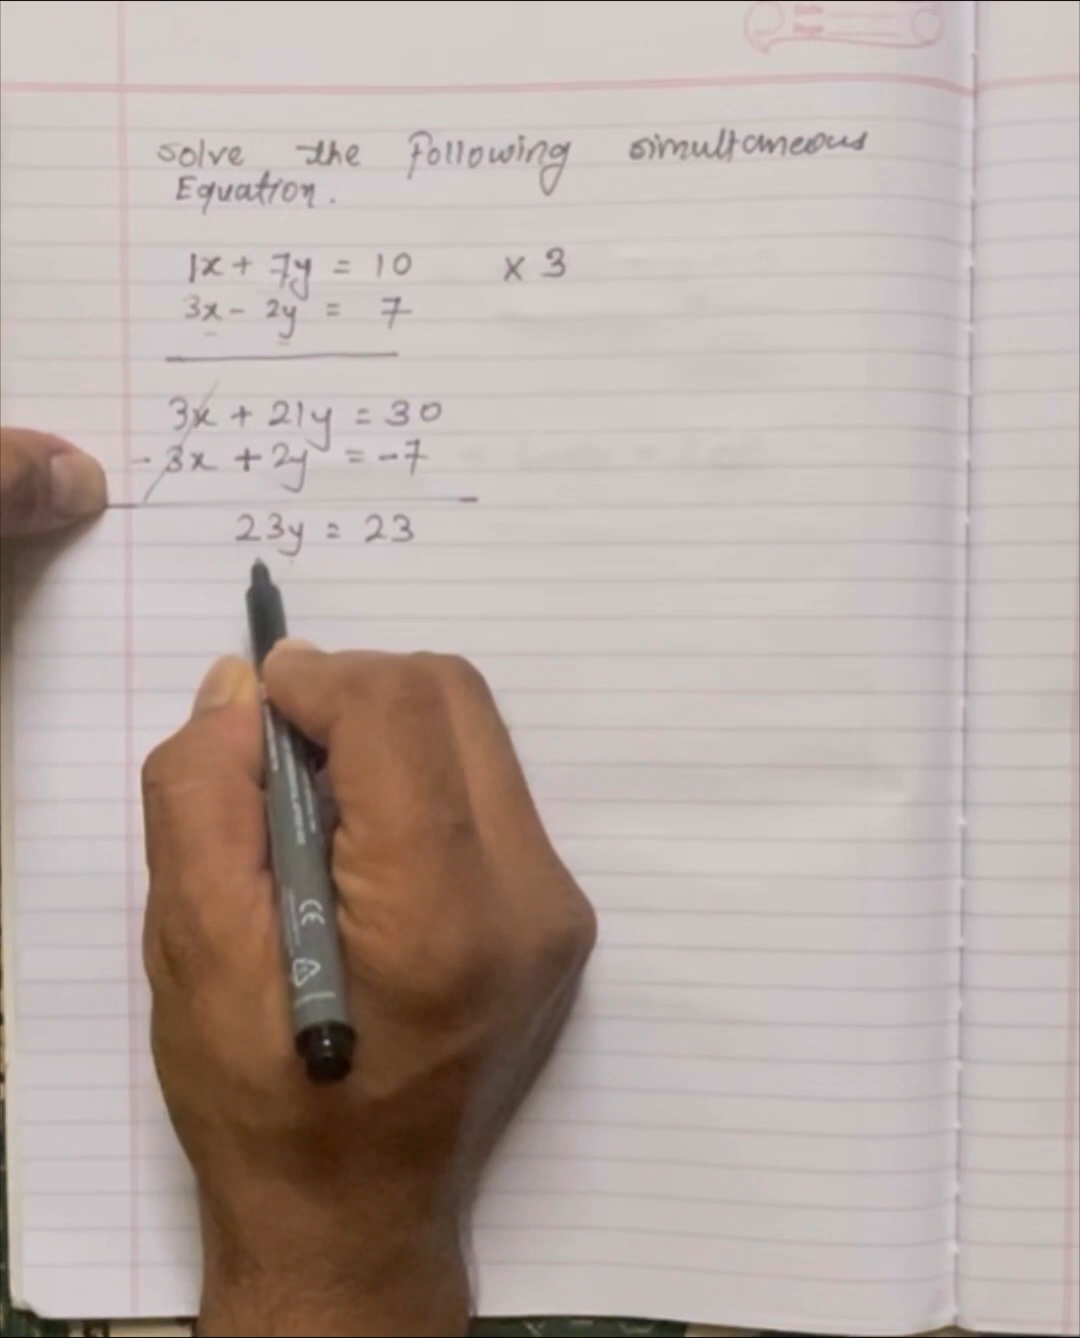 Solve the following simultaneous
Equation.
1x + 7y = 10 × 3
3x - 2y = 7
3x + 21y = 30
- 3x + 2y = -7
23y = 23
CE